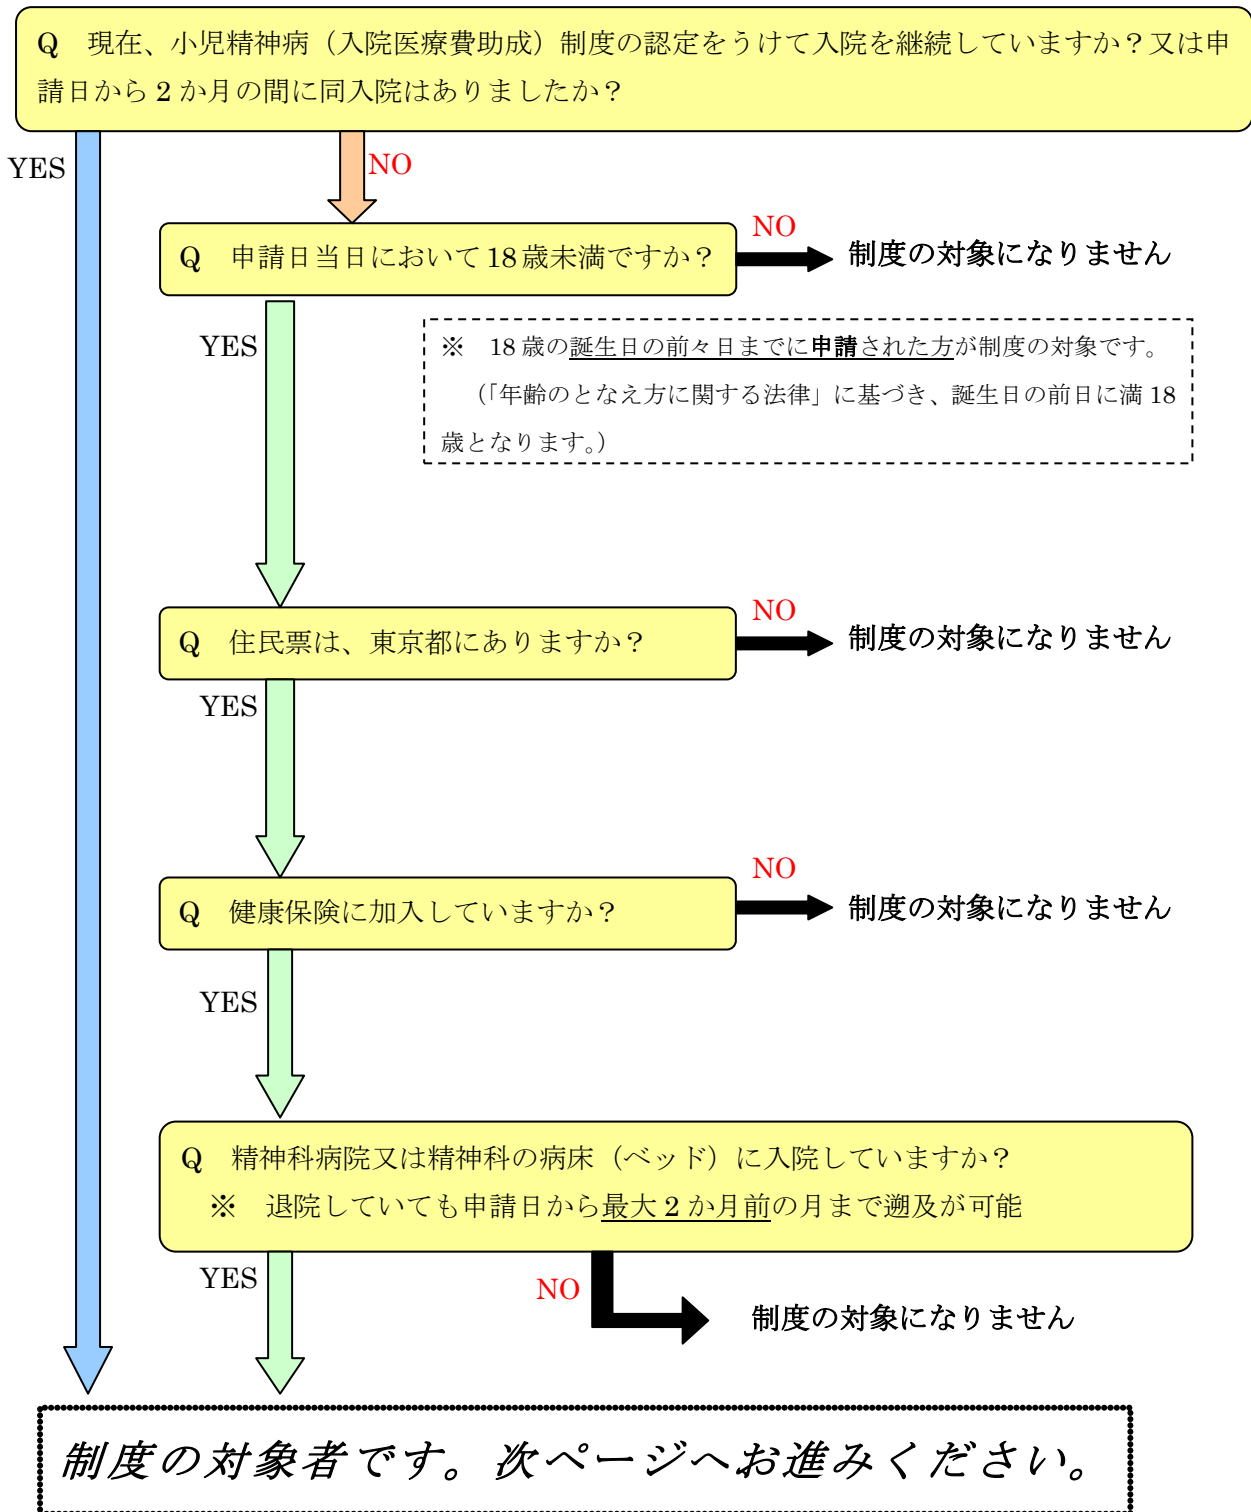 Q　現在、小児精神病（入院医療費助成）制度の認定をうけて入院を継続していますか？又は申
請日から 2 か月の間に同入院はありましたか？
YES
NO
Q　申請日当日において 18 歳未満ですか？
NO
制度の対象になりません
YES
※　18 歳の誕生日の前々日までに申請された方が制度の対象です。
（「年齢のとなえ方に関する法律」に基づき、誕生日の前日に満 18
歳となります。）
Q　住民票は、東京都にありますか？
NO
制度の対象になりません
YES
Q　健康保険に加入していますか？
NO
制度の対象になりません
YES
Q　精神科病院又は精神科の病床（ベッド）に入院していますか？
※　退院していても申請日から最大 2 か月前の月まで遡及が可能
YES
NO
制度の対象になりません
制度の対象者です。次ページへお進みください。